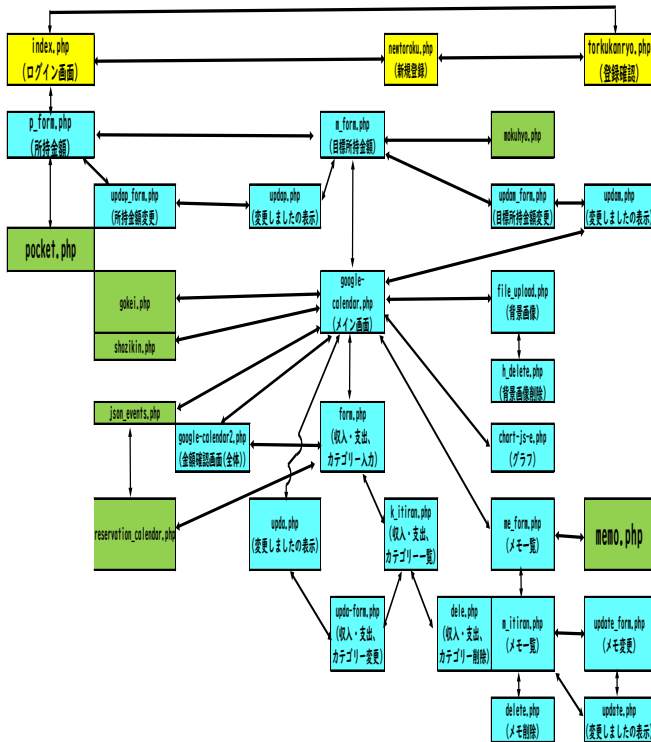 index.php
(ログイン画面)
newtoroku.php
(新規登録)
torkukanryo.php
(登録確認)
p_form.php
(所持金額)
m_form.php
(目標所持金額)
mokuhyo.php
updap_form.php
(所持金額変更)
updap.php
(変更しましたの表示)
updam_form.php
(目標所持金額変更)
updam.php
(変更しましたの表示)
pocket.php
gokei.php
google-
calendar.php
(メイン画面)
file_upload.php
(背景画像)
shozikin.php
h_delete.php
(背景画像削除)
json_events.php
google-calendar2.php
(金額確認画面(全体))
form.php
(収入・支出、
カテゴリー入力)
chart-js-e.php
(グラフ)
reservation_calendar.php
upda.php
(変更しましたの表示)
k_itiran.php
(収入・支出、
カテゴリー一覧)
me_form.php
(メモ一覧)
memo.php
upda-form.php
(収入・支出、
カテゴリー変更)
dele.php
(収入・支出、
カテゴリー削除)
m_itiran.php
(メモ一覧)
update_form.php
(メモ変更)
delete.php
(メモ削除)
update.php
(変更しましたの表示)